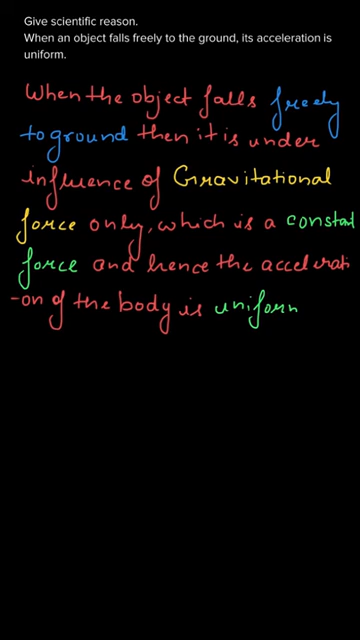 Give scientific reason.
When an object falls freely to the ground, its acceleration is
uniform.
When the object falls freely
to ground then it is under
influence of Gravitational
force only, which is a constant
force and hence the accelerati
-on of the body is uniform